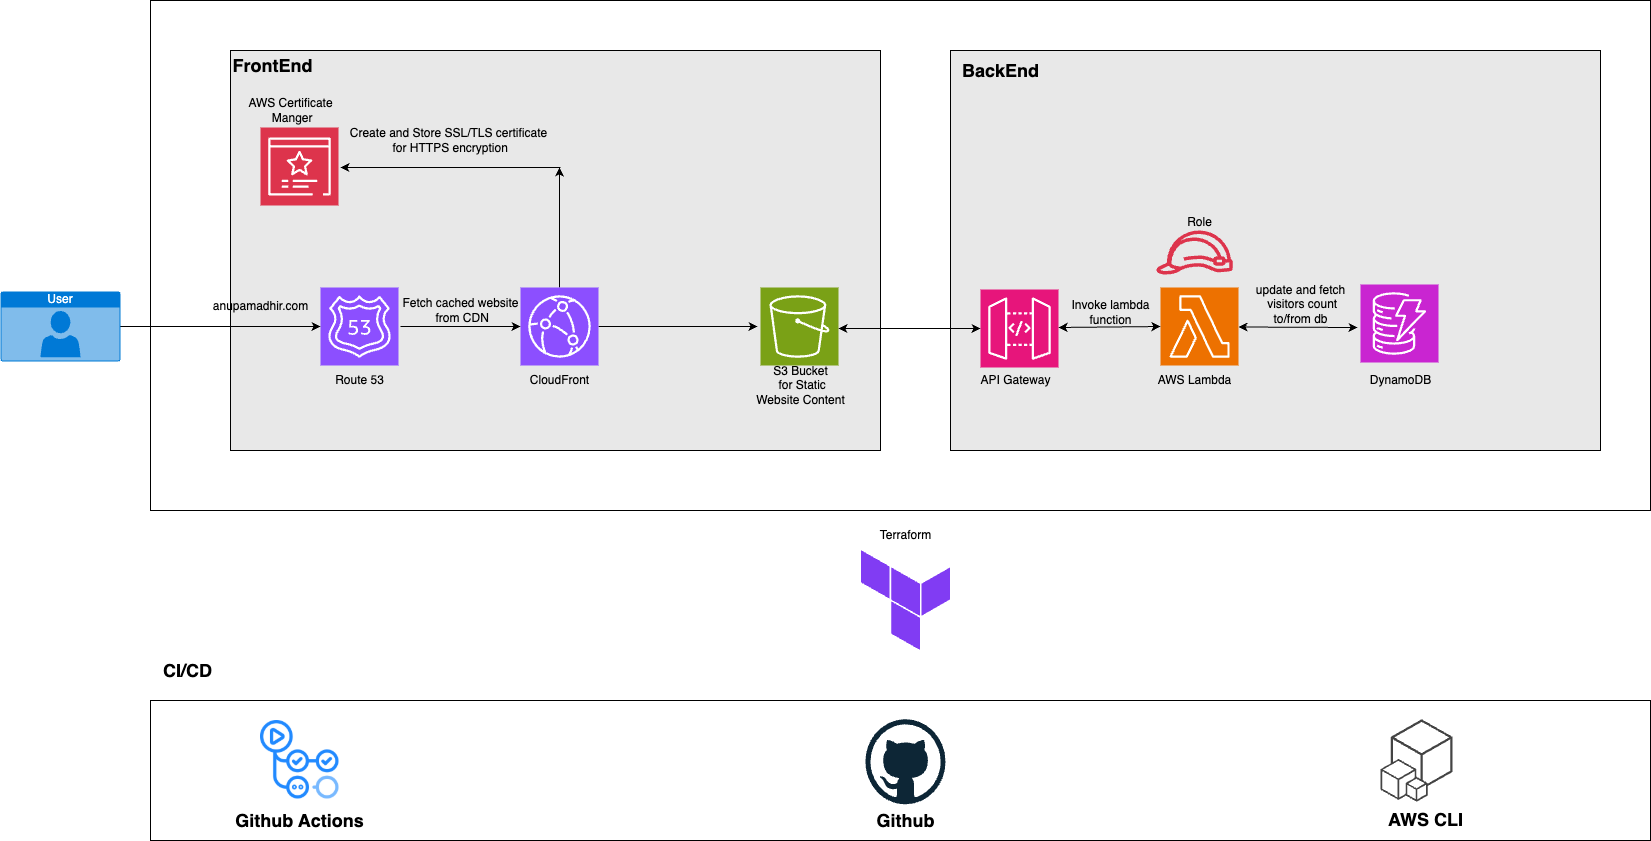 FrontEnd
AWS Certificate
Manger
Create and Store SSL/TLS certificate
for HTTPS encryption
User
anupamadhir.com
53
Route 53
Fetch cached website
from CDN
CloudFront
S3 Bucket
for Static
Website Content
BackEnd
Role
</>
API Gateway
Invoke lambda
function
AWS Lambda
update and fetch
visitors count
to/from db
DynamoDB
Terraform
CI/CD
Github Actions
Github
AWS CLI